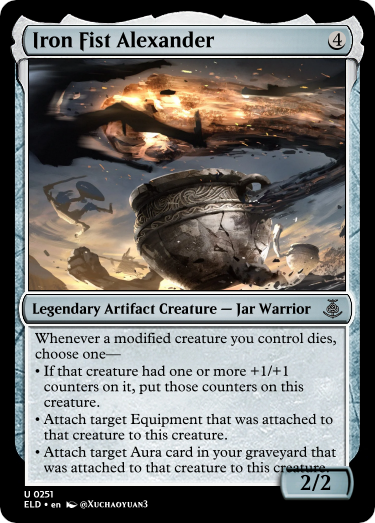 Iron Fist Alexander 4
Legendary Artifact Creature — Jar Warrior
Whenever a modified creature you control dies,
choose one—
• If that creature had one or more +1/+1
counters on it, put those counters on this
creature.
• Attach target Equipment that was attached to
that creature to this creature.
• Attach target Aura card in your graveyard that
was attached to that creature to this creature.
2/2
U 0251
ELD • en @Xuchaoyuan3